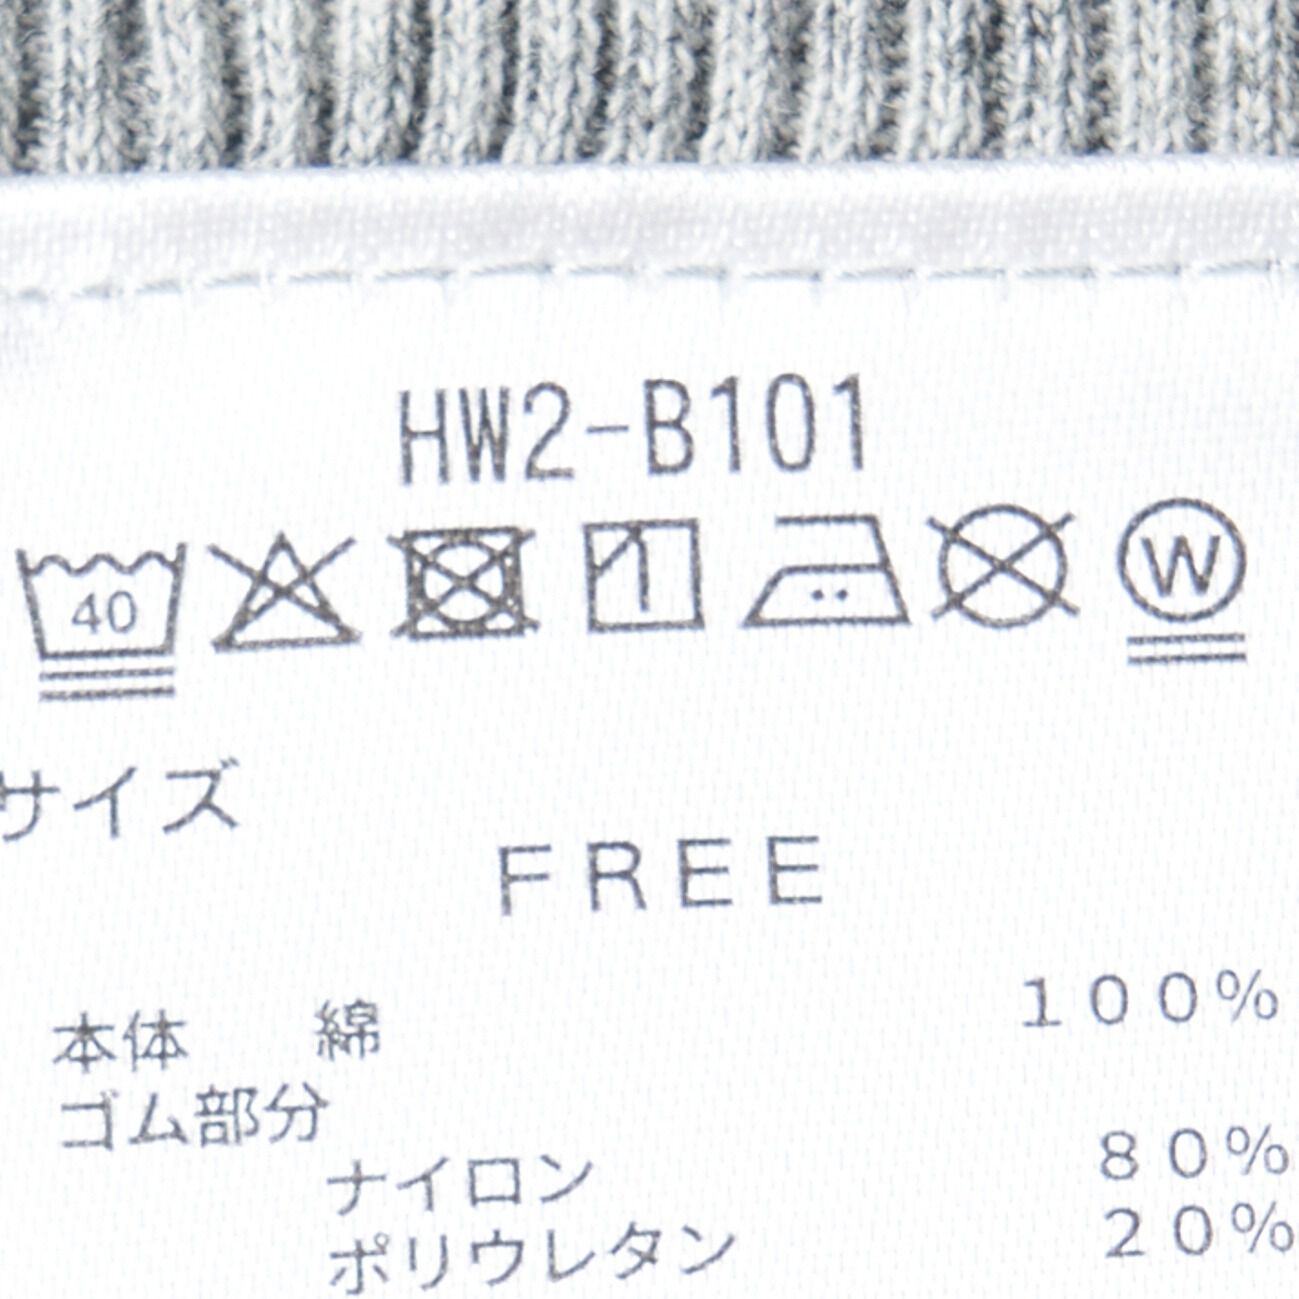 HW2-B101
40 W
サイズ
FREE
本体 綿 100%
ゴム部分
ナイロン 80%
ポリウレタン 20%